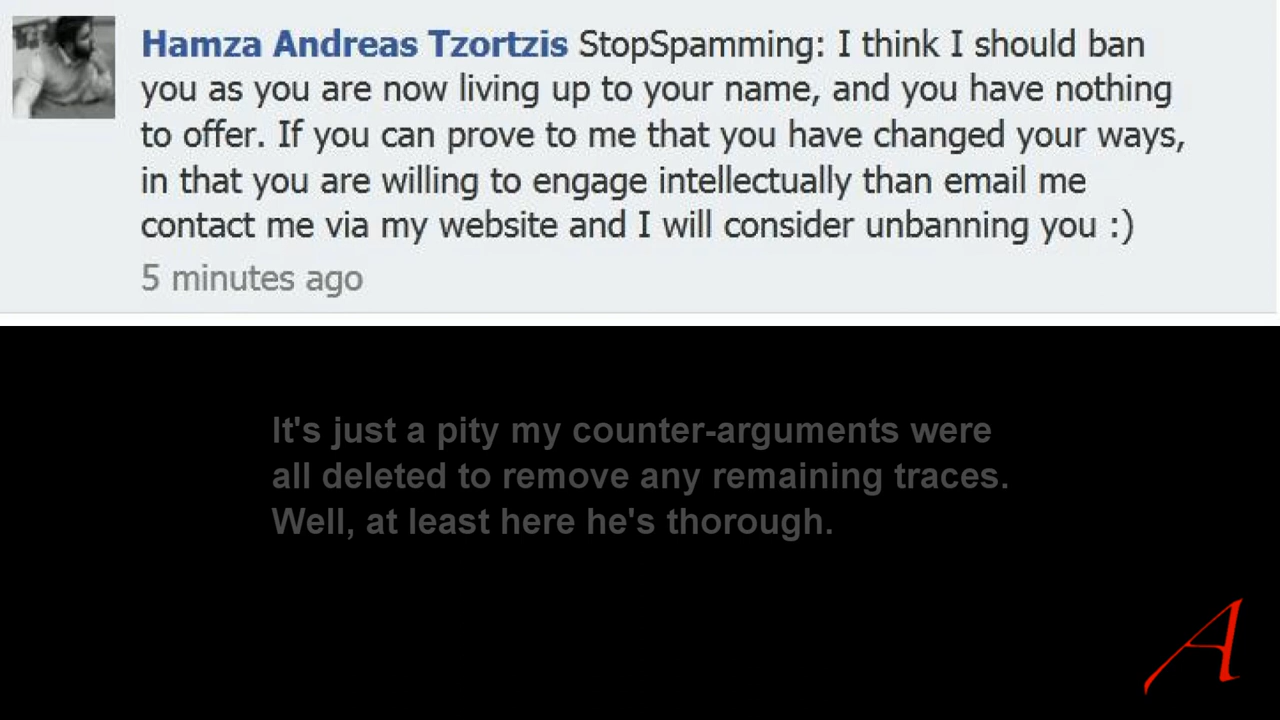 Hamza Andreas Tzortzis StopSpamming: I think I should ban
you as you are now living up to your name, and you have nothing
to offer. If you can prove to me that you have changed your ways,
in that you are willing to engage intellectually than email me
contact me via my website and I will consider unbanning you :)
5 minutes ago
It's just a pity my counter-arguments were
all deleted to remove any remaining traces.
Well, at least here he's thorough.
A